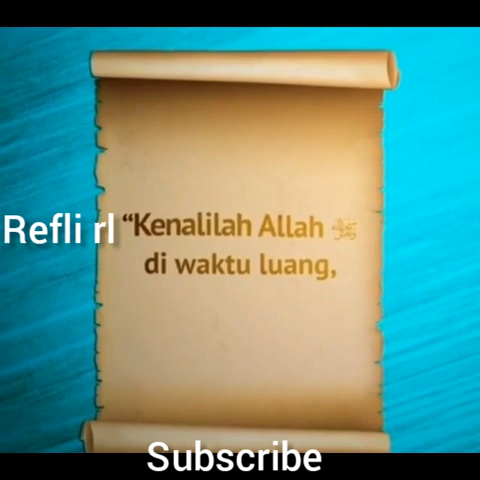 Refli rl
“Kenalilah Allah ﷻ
di waktu luang,
Subscribe